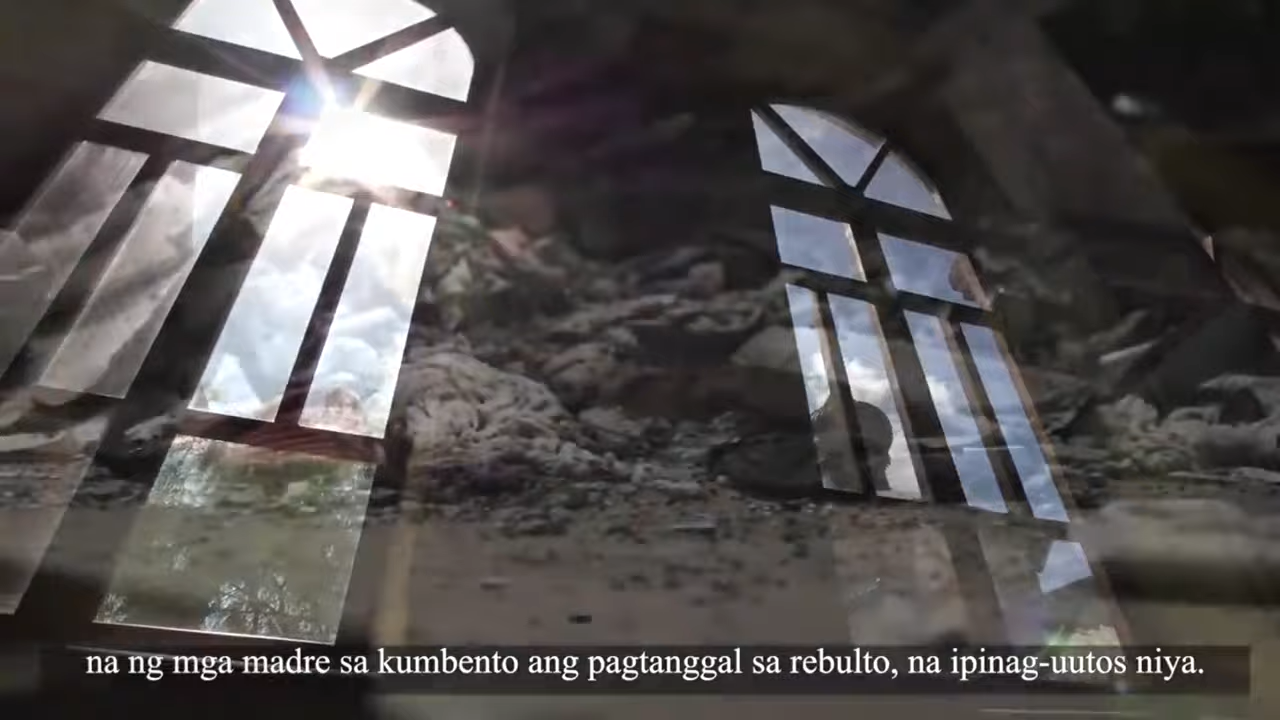 na ng mga madre sa kumbento ang pagtanggal sa rebulto, na ipinag-uutos niya.